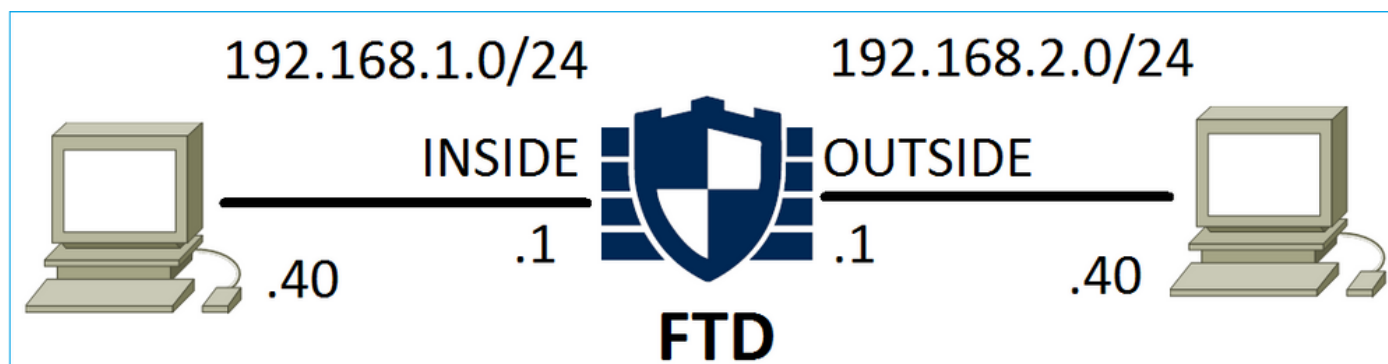 192.168.1.0/24
192.168.2.0/24
INSIDE
OUTSIDE
.1
.1
.40
.40
FTD